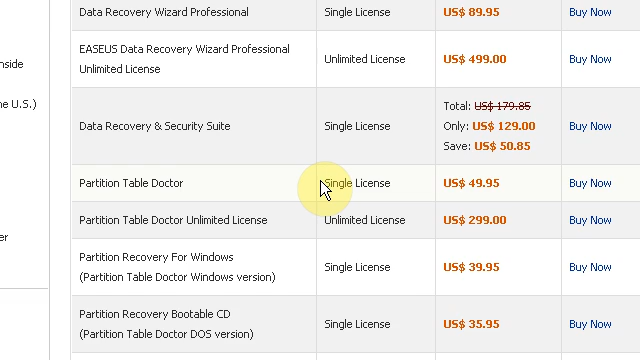 Data Recovery Wizard Professional Single License US$ 89.95 Buy Now
EASEUS Data Recovery Wizard Professional
nside
Unlimited License Unlimited License US$ 499.00 Buy Now
ne U.S.)
Total: US$ 179.85
Data Recovery & Security Suite Single License Only: US$ 129.00 Buy Now
Save: US$ 50.85
Partition Table Doctor Single License US$ 49.95 Buy Now
Partition Table Doctor Unlimited License Unlimited License US$ 299.00 Buy Now
er
Partition Recovery For Windows
(Partition Table Doctor Windows version) Single License US$ 39.95 Buy Now
Partition Recovery Bootable CD
(Partition Table Doctor DOS version) Single License US$ 35.95 Buy Now